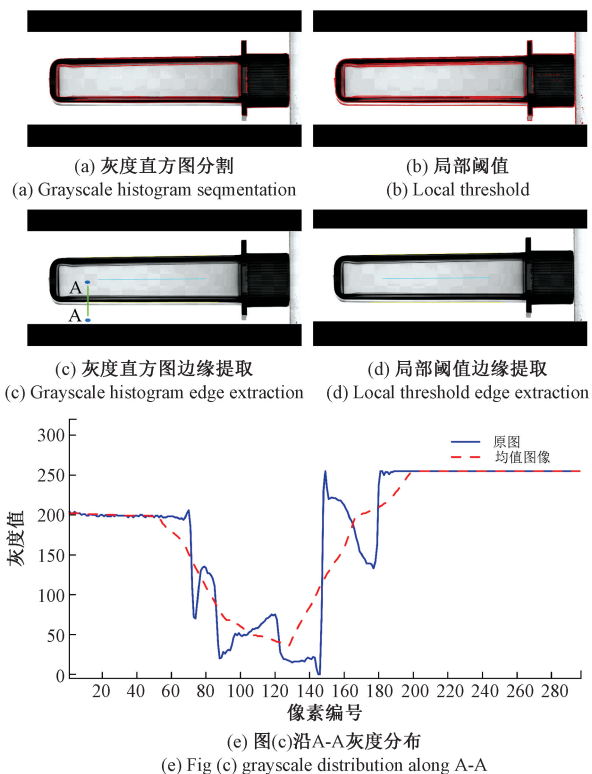 (a) 灰度直方图分割
(a) Grayscale histogram seqmentation
(b) 局部阈值
(b) Local threshold
A
A
(c) 灰度直方图边缘提取
(c) Grayscale histogram edge extraction
(d) 局部阈值边缘提取
(d) Local threshold edge extraction
300
250
200
150
100
50
0
灰度值
原图
均值图像
20 40 60 80 100 120 140 160 180 200 220 240 260 280
像素编号
(e) 图(c)沿A-A灰度分布
(e) Fig (c) grayscale distribution along A-A